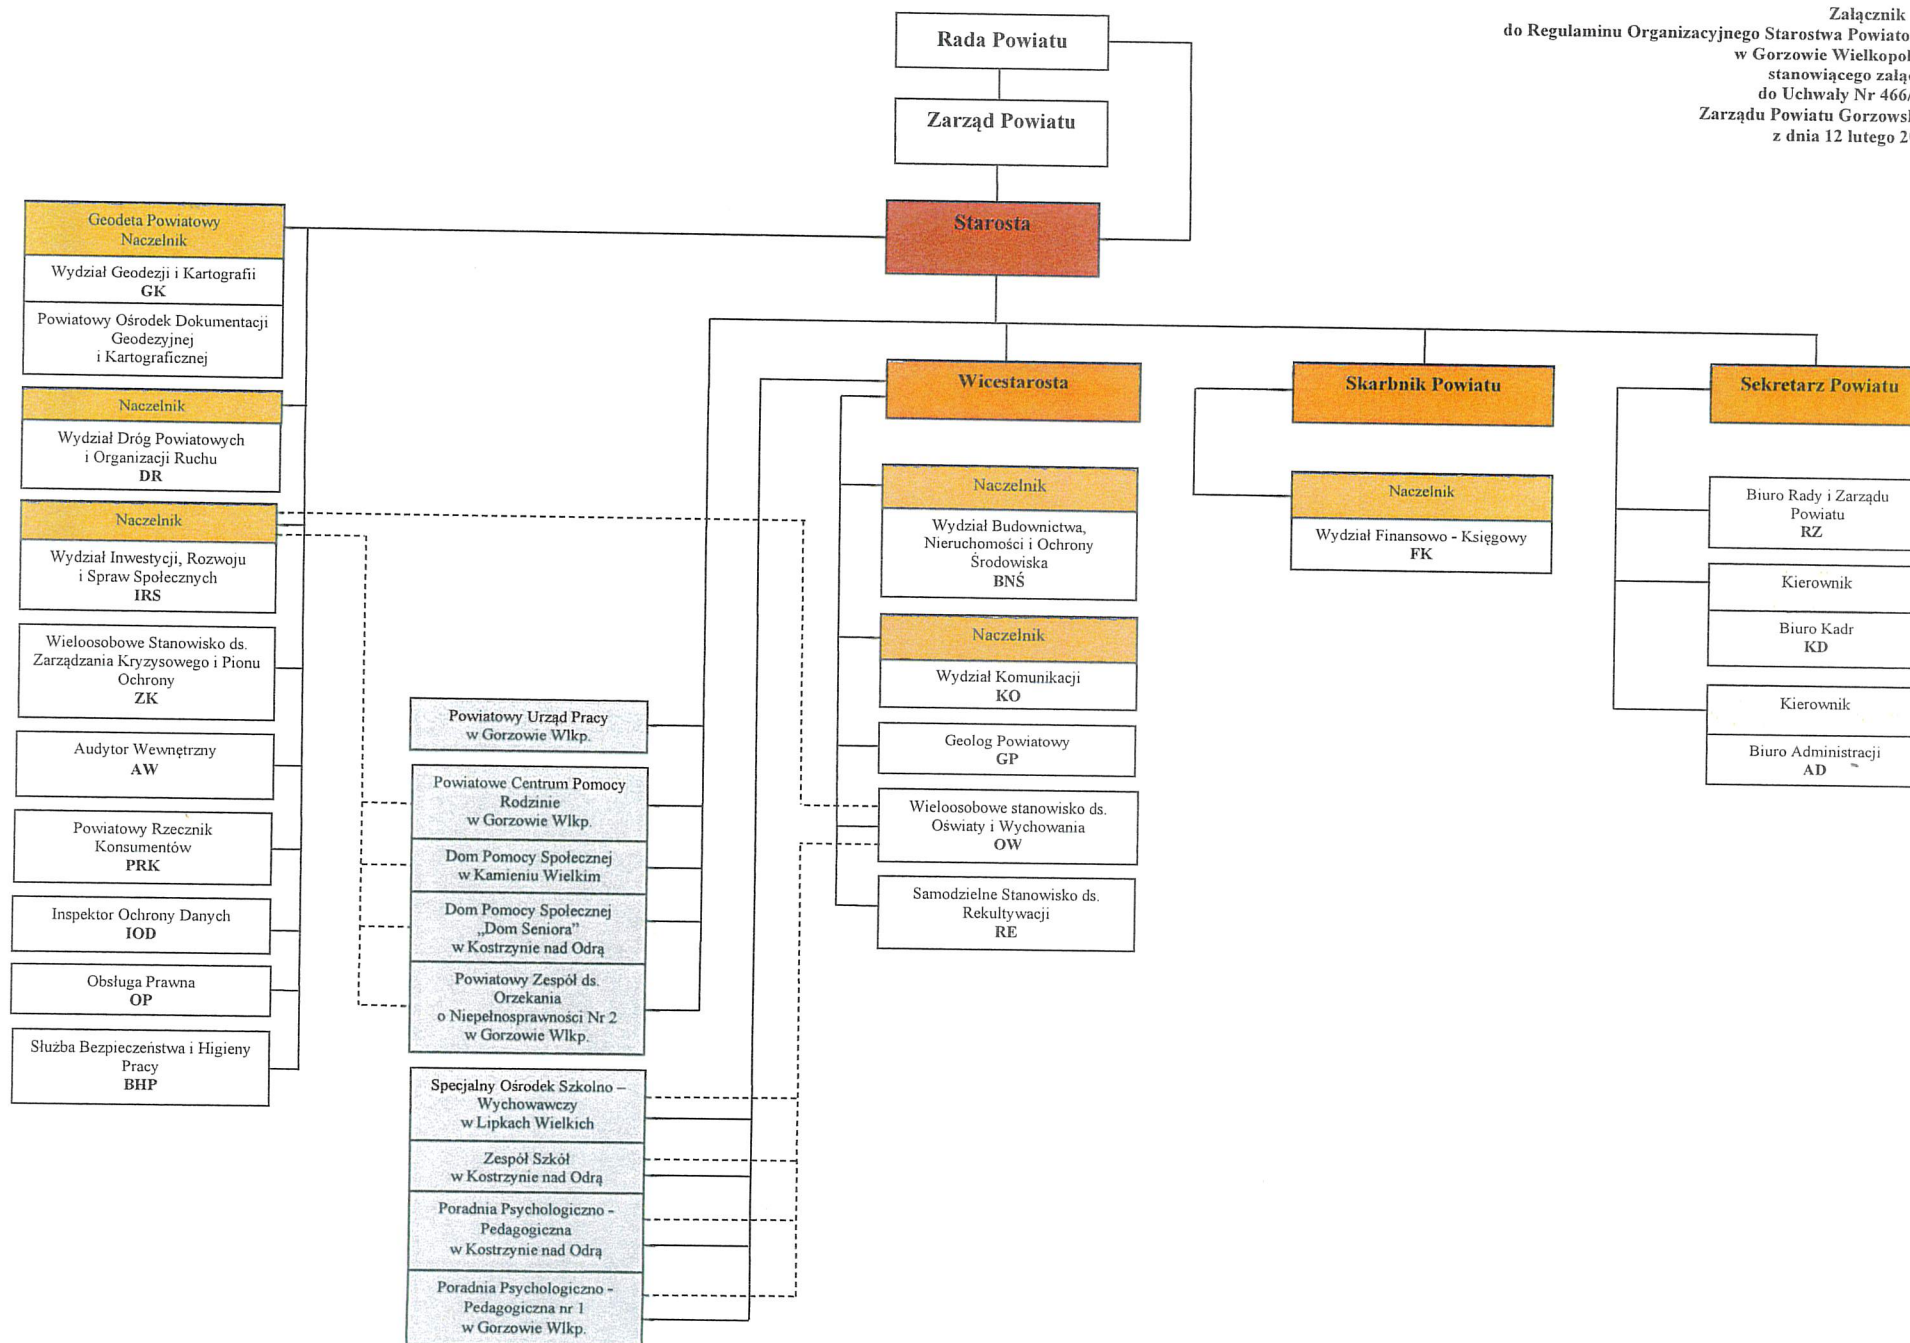 Załącznik
do Regulaminu Organizacyjnego Starostwa
w Gorzowie
stanowiącego
do Uchwały Nr
Zarządu Powiatu
z dnia 12 lutego
Rada Powiatu
Zarząd Powiatu
Starosta
Geodeta Powiatowy
Naczelnik
Wydział Geodezji i Kartografii
GK
Powiatowy Ośrodek Dokumentacji
Geodezyjnej
i Kartograficznej
Naczelnik
Wydział Dróg Powiatowych
i Organizacji Ruchu
DR
Naczelnik
Wydział Inwestycji, Rozwoju
i Spraw Społecznych
IRS
Wieloosobowe Stanowisko ds.
Zarządzania Kryzysowego i Pionu
Ochrony
ZK
Audytor Wewnętrzny
AW
Powiatowy Rzecznik
Konsumentów
PRK
Inspektor Ochrony Danych
IOD
Obsługa Prawna
OP
Służba Bezpieczeństwa i Higieny
Pracy
BHP
Powiatowy Urząd Pracy
w Gorzowie Wlkp.
Powiatowe Centrum Pomocy
Rodzinie
w Gorzowie Wlkp.
Dom Pomocy Społecznej
w Kamieniu Wielkim
Dom Pomocy Społecznej
„Dom Seniora”
w Kostrzynie nad Odrą
Powiatowy Zespół ds.
Orzekania
o Niepełnosprawności Nr 2
w Gorzowie Wlkp.
Specjalny Ośrodek Szkolno –
Wychowawczy
w Lipkach Wielkich
Zespół Szkół
w Kostrzynie nad Odrą
Poradnia Psychologiczno -
Pedagogiczna
w Kostrzynie nad Odrą
Poradnia Psychologiczno -
Pedagogiczna nr 1
w Gorzowie Wlkp.
Wicestarosta
Naczelnik
Wydział Budownictwa,
Nieruchomości i Ochrony
Środowiska
BNŚ
Naczelnik
Wydział Komunikacji
KO
Geolog Powiatowy
GP
Wieloosobowe stanowisko ds.
Oświaty i Wychowania
OW
Samodzielne Stanowisko ds.
Rekultywacji
RE
Skarbnik Powiatu
Naczelnik
Wydział Finansowo - Księgowy
FK
Sekretarz Powiatu
Biuro Rady i Zarządu
Powiatu
RZ
Kierownik
Biuro Kadr
KD
Kierownik
Biuro Administracji
AD